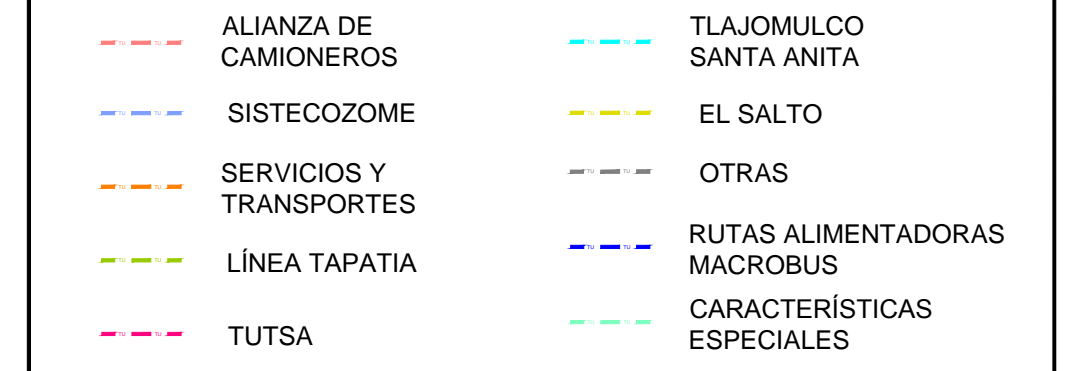 ALIANZA DE
CAMIONEROS
SISTECOZOME
SERVICIOS Y
TRANSPORTES
LÍNEA TAPATIA
TUTSA
TLAJOMULCO
SANTA ANITA
EL SALTO
OTRAS
RUTAS ALIMENTADORAS
MACROBUS
CARACTERÍSTICAS
ESPECIALES